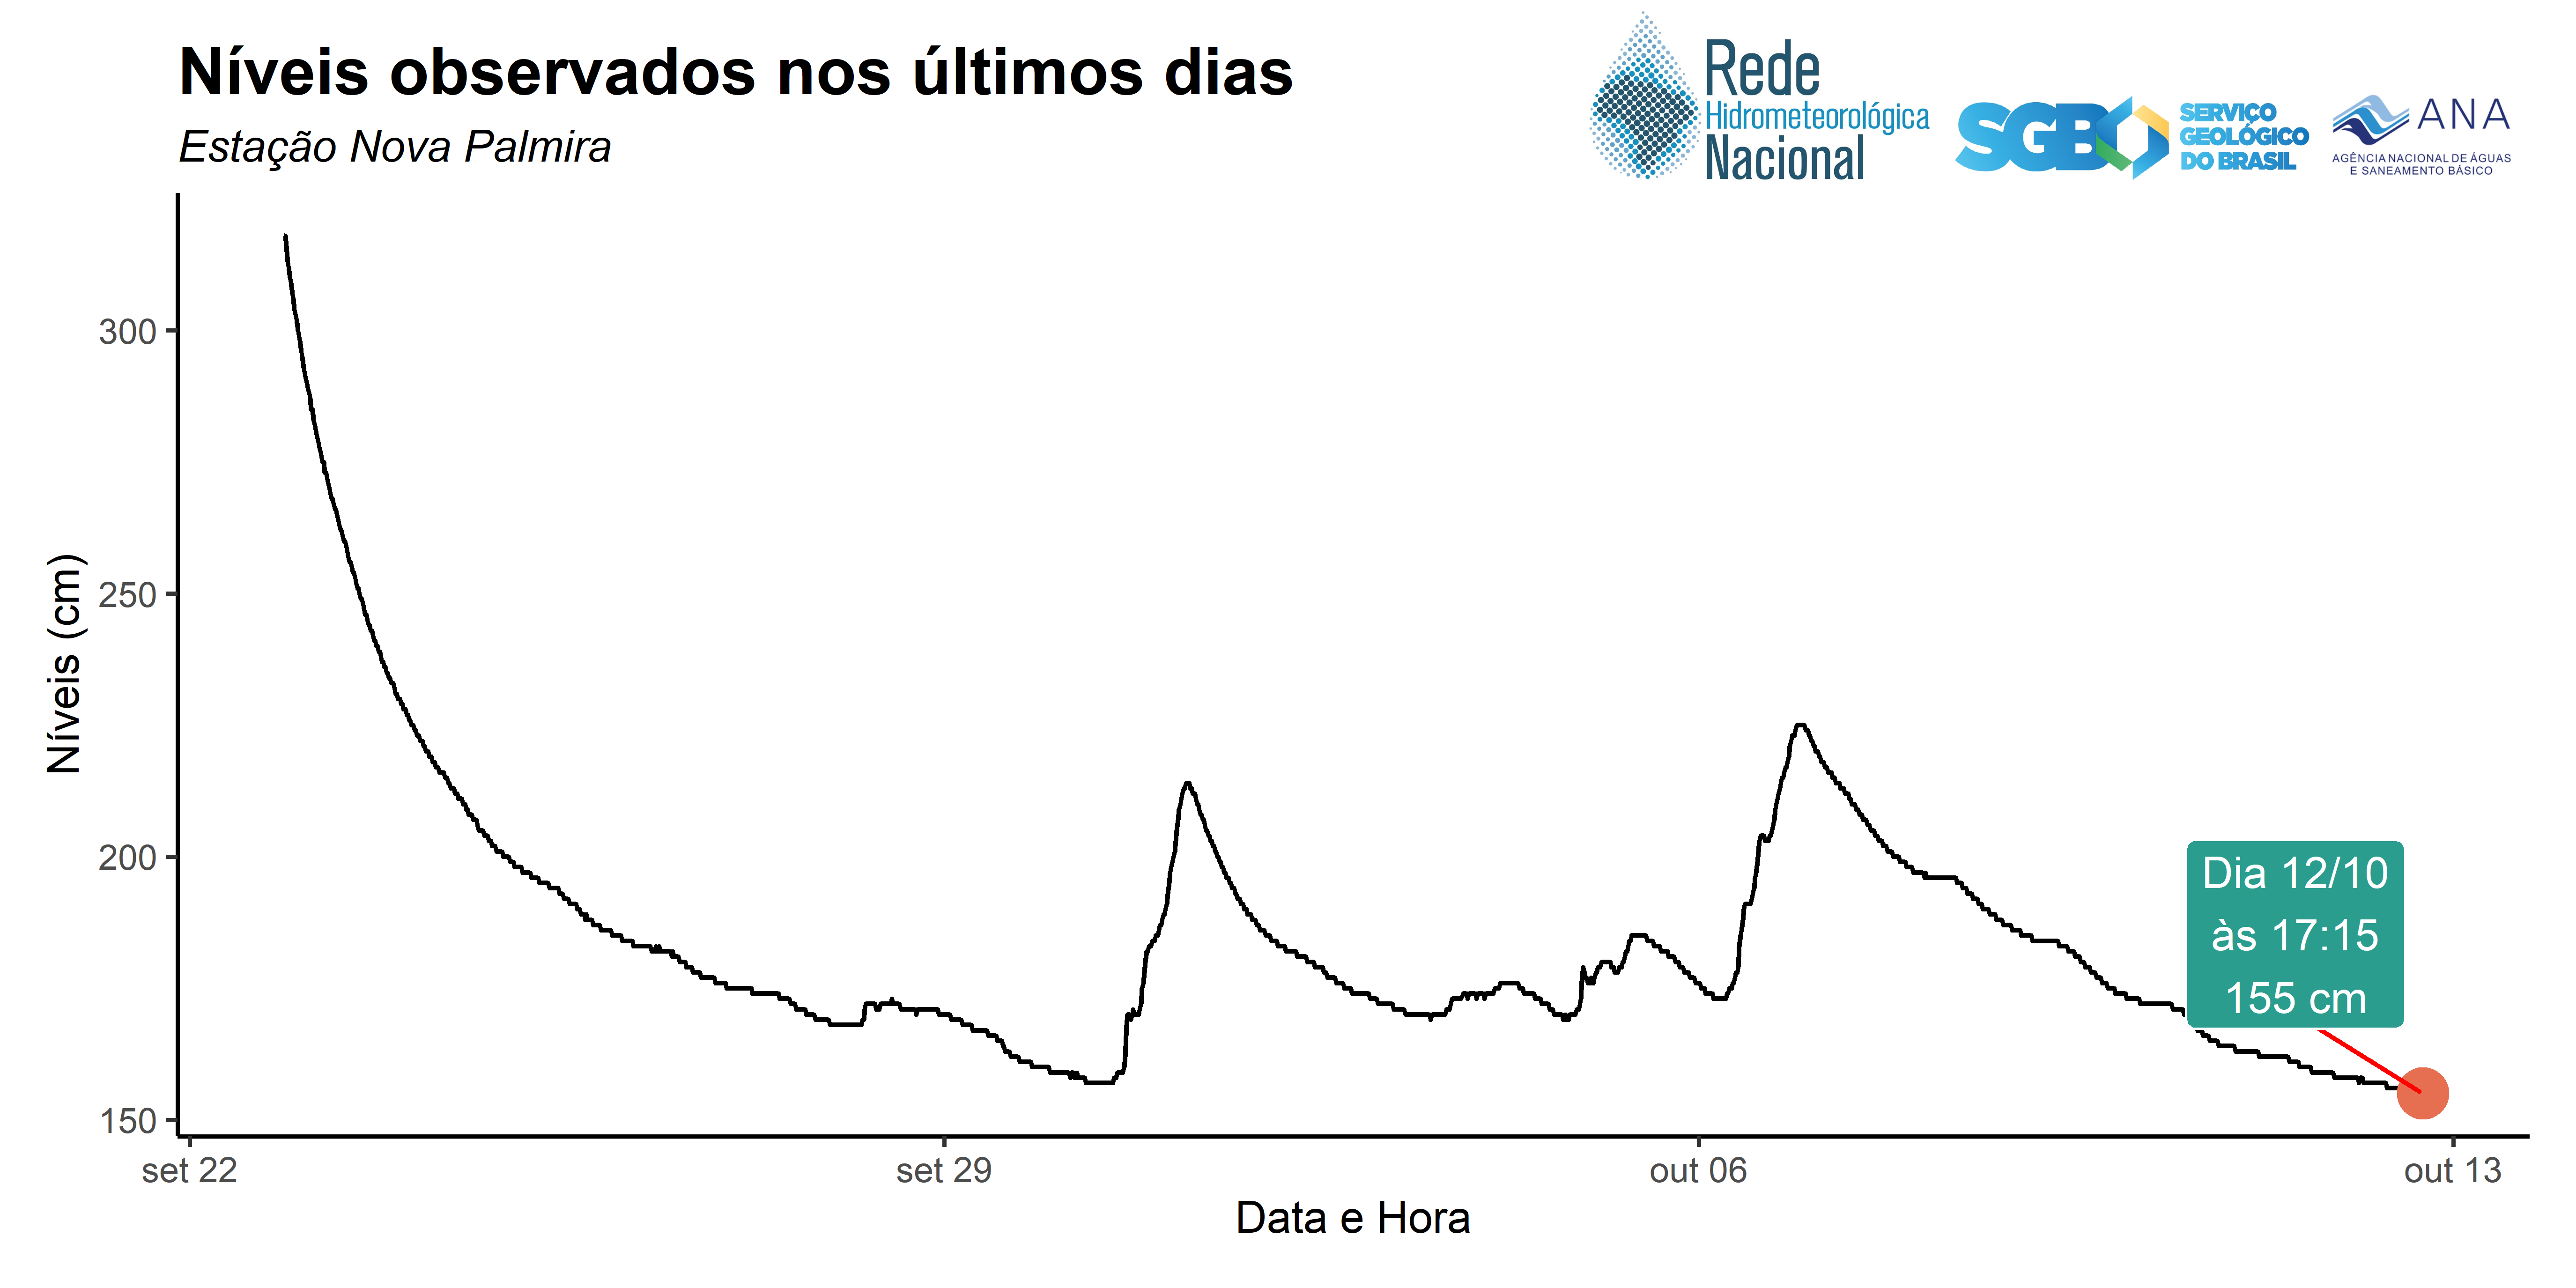 Níveis observados nos últimos dias
Estação Nova Palmira
Rede
Hidrometeorológica
Nacional
SGB
SERVIÇO
GEOLÓGICO
DO BRASIL
ANA
AGÊNCIA NACIONAL DE ÁGUAS
E SANEAMENTO BÁSICO
Níveis (cm)
300
250
200
150
Dia 12/10
às 17:15
155 cm
set 22
set 29
out 06
out 13
Data e Hora